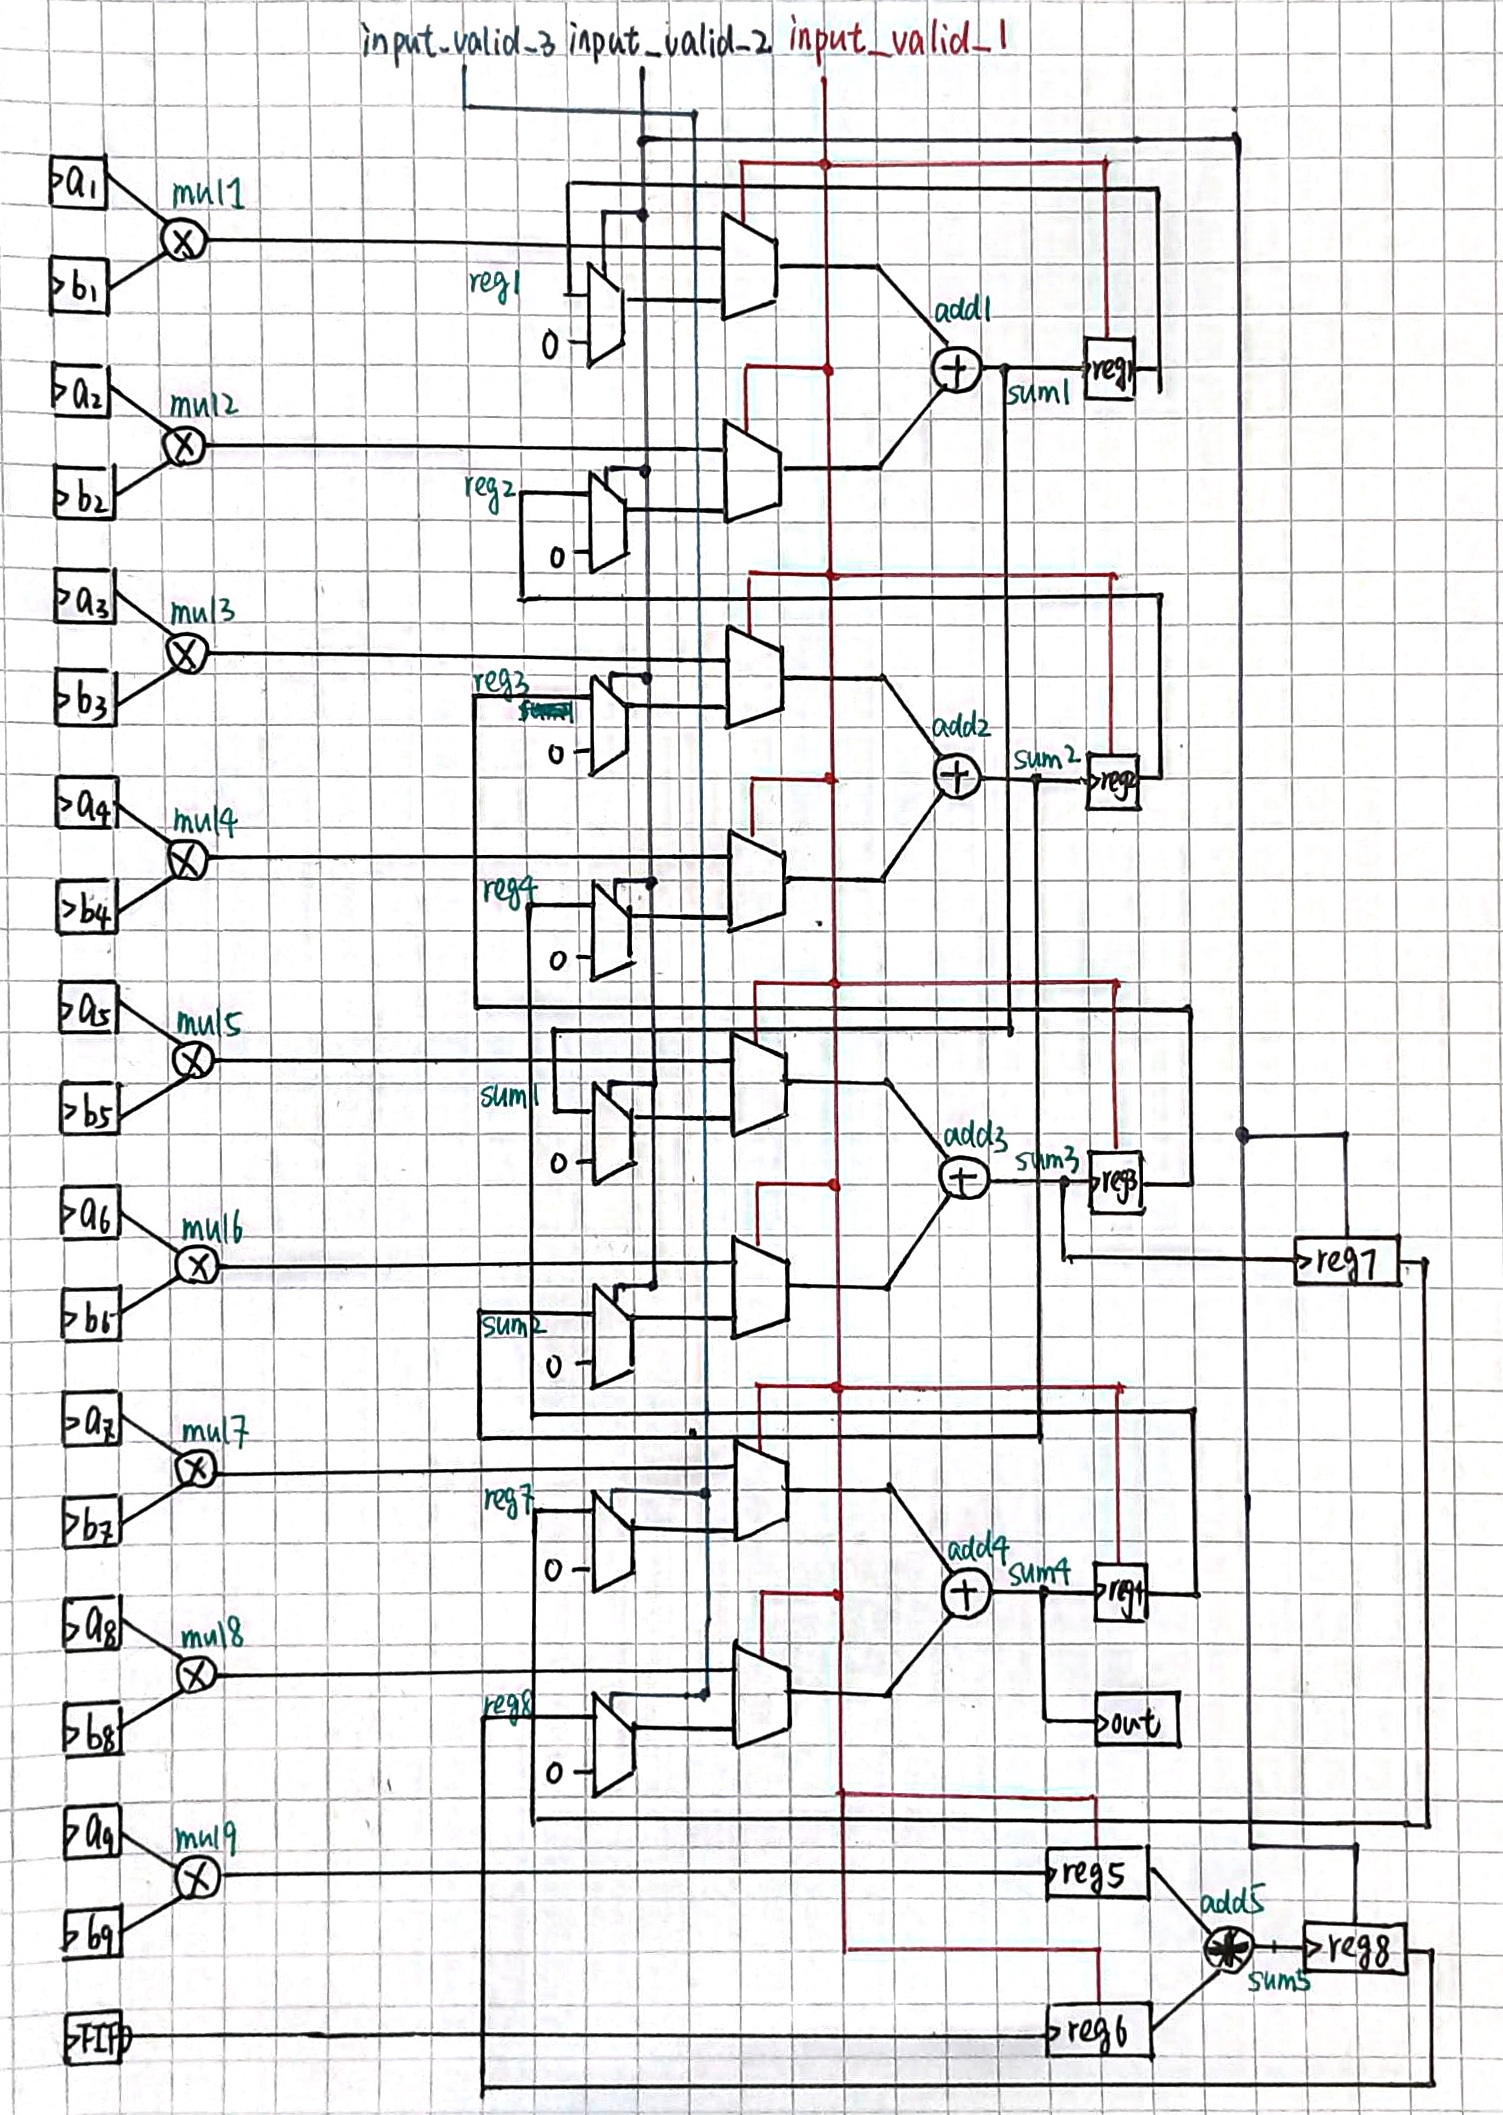 input_valid_3 input_valid_2 input_valid_1
>a1
mul1
×
>b1
reg1
0
add1
+
sum1
reg1
>a2
mul2
×
>b2
reg2
0
>a3
mul3
×
>b3
reg3
0
add2
+
sum2
>reg2
>a4
mul4
×
>b4
reg4
0
>a5
mul5
×
>b5
sum1
0
add3
+
sum3
>reg3
>a6
mul6
×
>b6
sum2
0
>reg7
>a7
mul7
×
>b7
reg7
0
add4
+
sum4
>reg4
>a8
mul8
×
>b8
reg8
0
>out
>a9
mul9
×
>b9
>reg5
add5
sum5
>reg8
>FIFO
>reg6